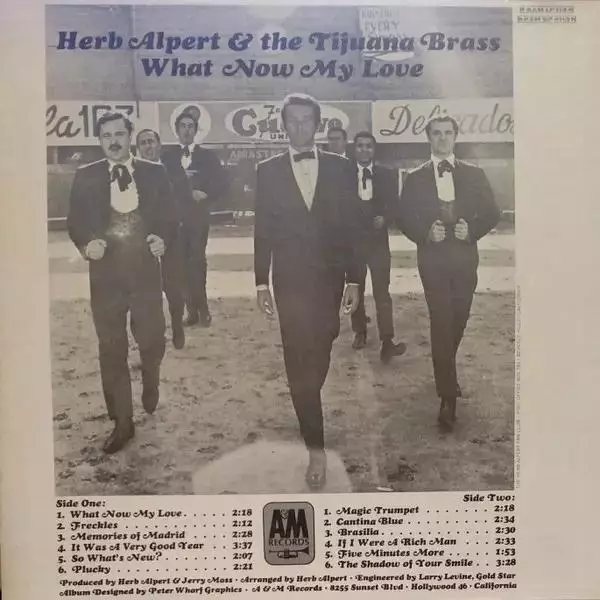 Herb Alpert & the Tijuana Brass
What Now My Love
EVERY
Delicados
Side One:
1. What Now My Love. . . . . 2:18
2. Freckles . . . . . . . . . . . 2:12
3. Memories of Madrid . . . . 2:28
4. It Was A Very Good Year . . 3:37
5. So What's New? . . . . . . . 2:07
6. Plucky . . . . . . . . . . . . 2:21
A&M
RECORDS
Side Two:
1. Magic Trumpet . . . . . . . 2:18
2. Cantina Blue . . . . . . . . 2:34
3. Brasilia . . . . . . . . . . . 2:30
4. If I Were A Rich Man . . . . 2:33
5. Five Minutes More . . . . . 1:53
6. The Shadow of Your Smile . . 3:28
Produced by Herb Alpert & Jerry Moss • Arranged by Herb Alpert • Engineered by Larry Levine, Gold Star
Album Designed by Peter Whorf Graphics • A & M Records • 8255 Sunset Blvd. • Hollywood 46 • California